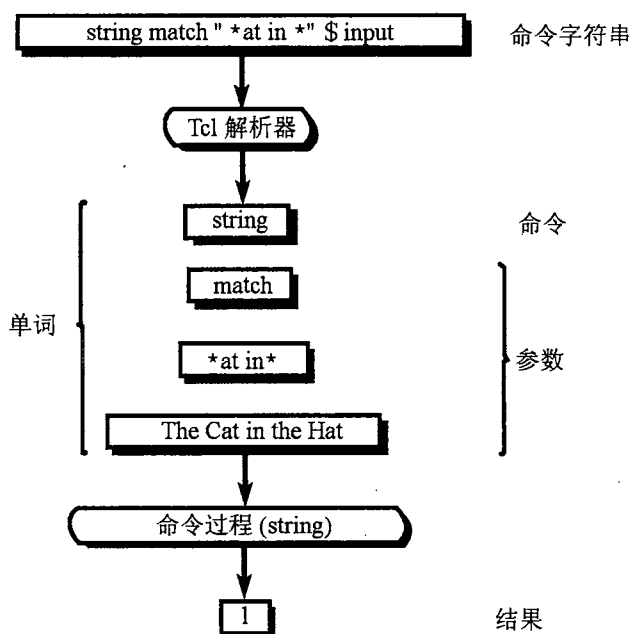 string match " *at in *" $ input
命令字符串
Tcl 解析器
string
命令
match
单词
*at in*
参数
The Cat in the Hat
命令过程 (string)
1
结果